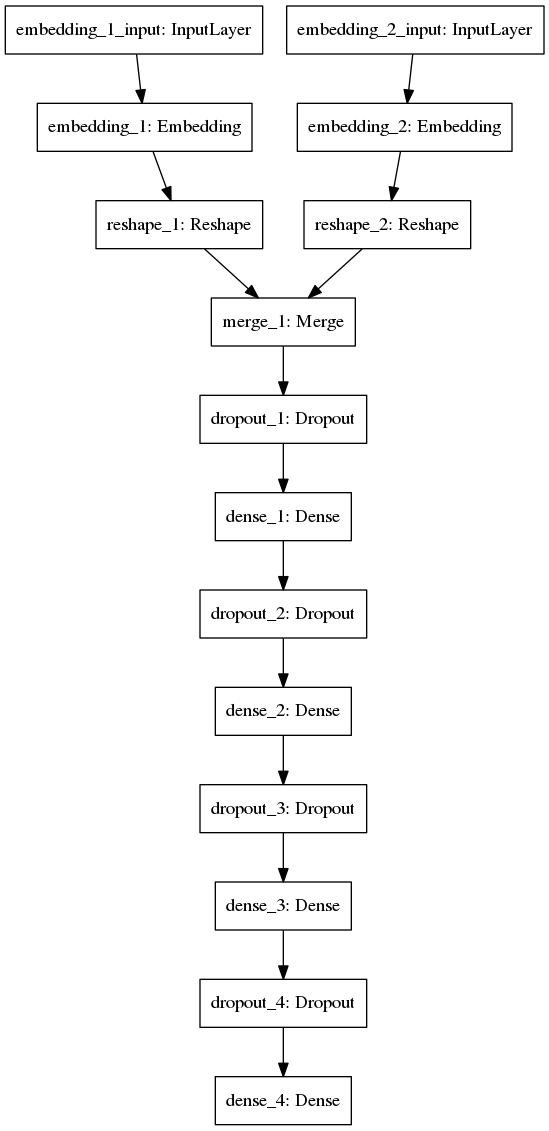 embedding_1_input: InputLayer
embedding_2_input: InputLayer
embedding_1: Embedding
embedding_2: Embedding
reshape_1: Reshape
reshape_2: Reshape
merge_1: Merge
dropout_1: Dropout
dense_1: Dense
dropout_2: Dropout
dense_2: Dense
dropout_3: Dropout
dense_3: Dense
dropout_4: Dropout
dense_4: Dense